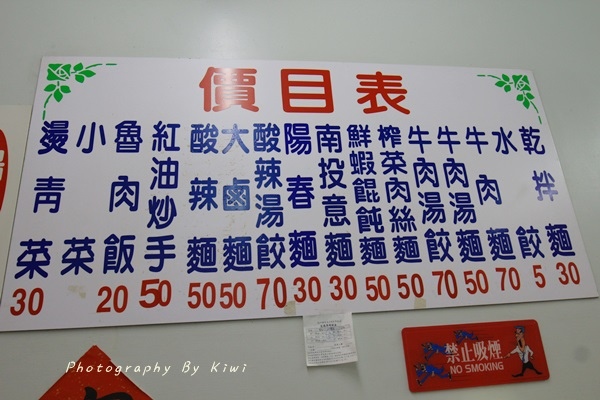 價目表
乾拌麵 30
水餃 5
牛肉麵 70
牛肉湯麵 50
牛肉湯餃 70
榨菜肉絲麵 50
鮮蝦餛飩麵 50
南投意麵 30
陽春麵 30
酸辣湯餃 70
大鹵麵 50
酸辣麵 50
紅油炒手 50
魯肉飯 20
小菜
燙青菜 30
禁止吸煙
NO SMOKING
Photography By Kiwi